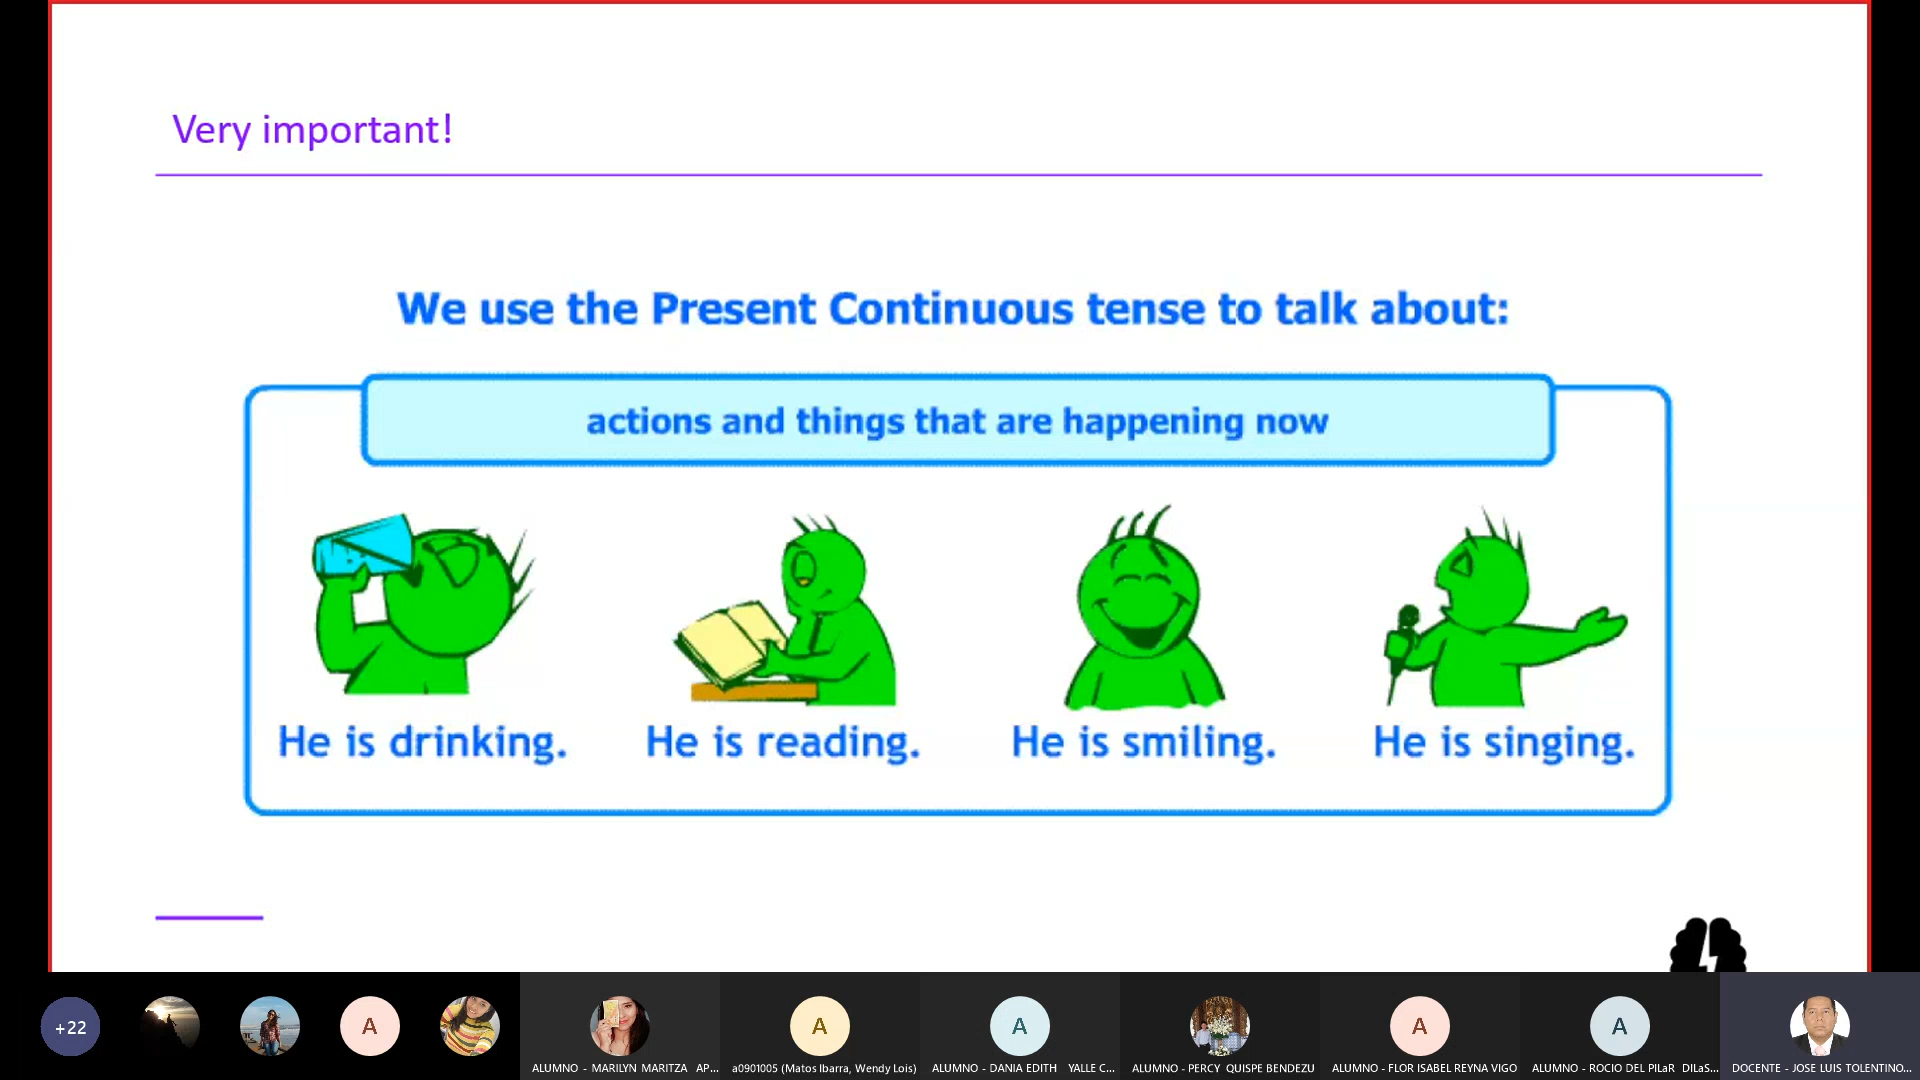 Very important!
We use the Present Continuous tense to talk about:
actions and things that are happening now
He is drinking. He is reading. He is smiling. He is singing.
+22 A A A A A
ALUMNO - MARILYN MARITZA AP... a0901005 (Matos Ibarra, Wendy Lois) ALUMNO - DANIA EDITH YALLE C... ALUMNO - PERCY QUISPE BENDEZU ALUMNO - FLOR ISABEL REYNA VIGO ALUMNO - ROCIO DEL PILaR DILaS... DOCENTE - JOSE LUIS TOLENTINO...